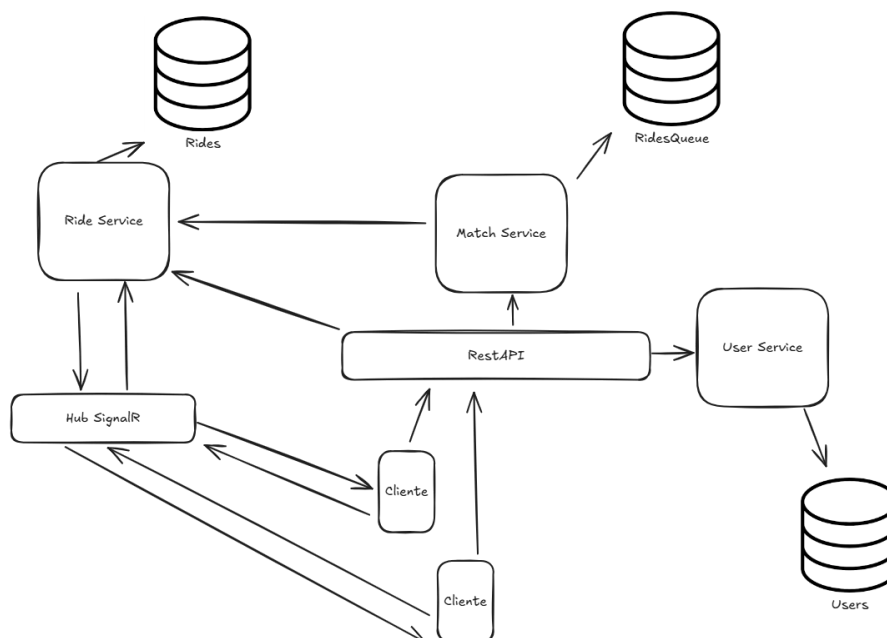 Rides
RidesQueue
Ride Service
Match Service
RestAPI
User Service
Hub SignalR
Cliente
Cliente
Users